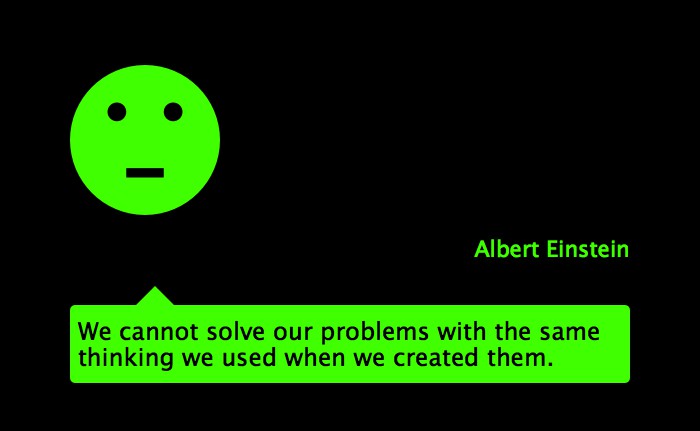 Albert Einstein
We cannot solve our problems with the same
thinking we used when we created them.